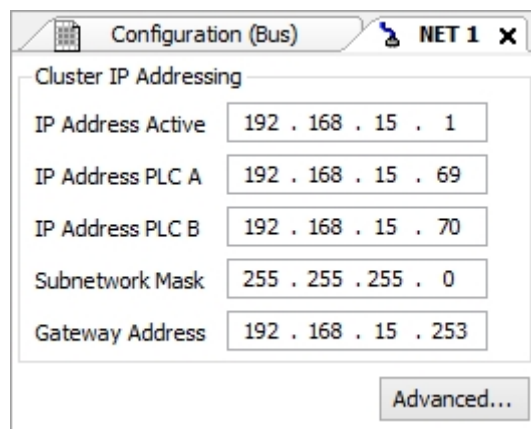 Configuration (Bus) NET 1
Cluster IP Addressing
IP Address Active 192 . 168 . 15 . 1
IP Address PLC A 192 . 168 . 15 . 69
IP Address PLC B 192 . 168 . 15 . 70
Subnetwork Mask 255 . 255 . 255 . 0
Gateway Address 192 . 168 . 15 . 253
Advanced...